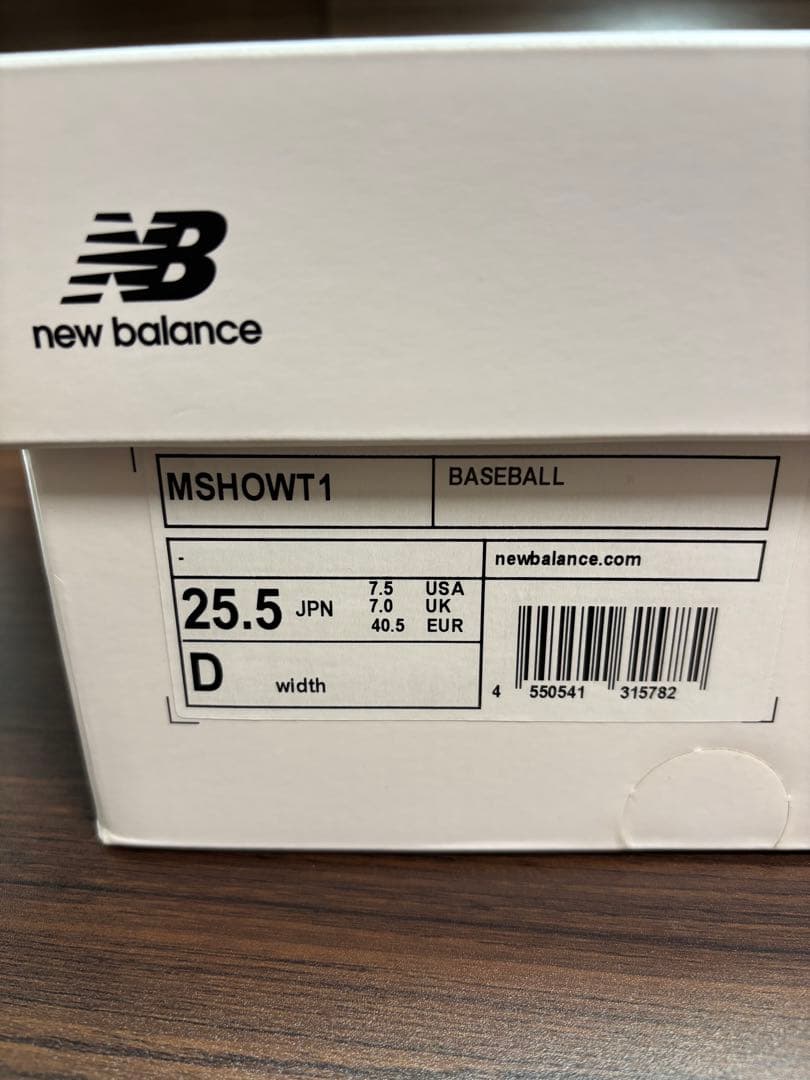 NB
new balance
MSHOWT1
BASEBALL
-
newbalance.com
25.5 JPN
7.5 USA
7.0 UK
40.5 EUR
D width
4 550541 315782